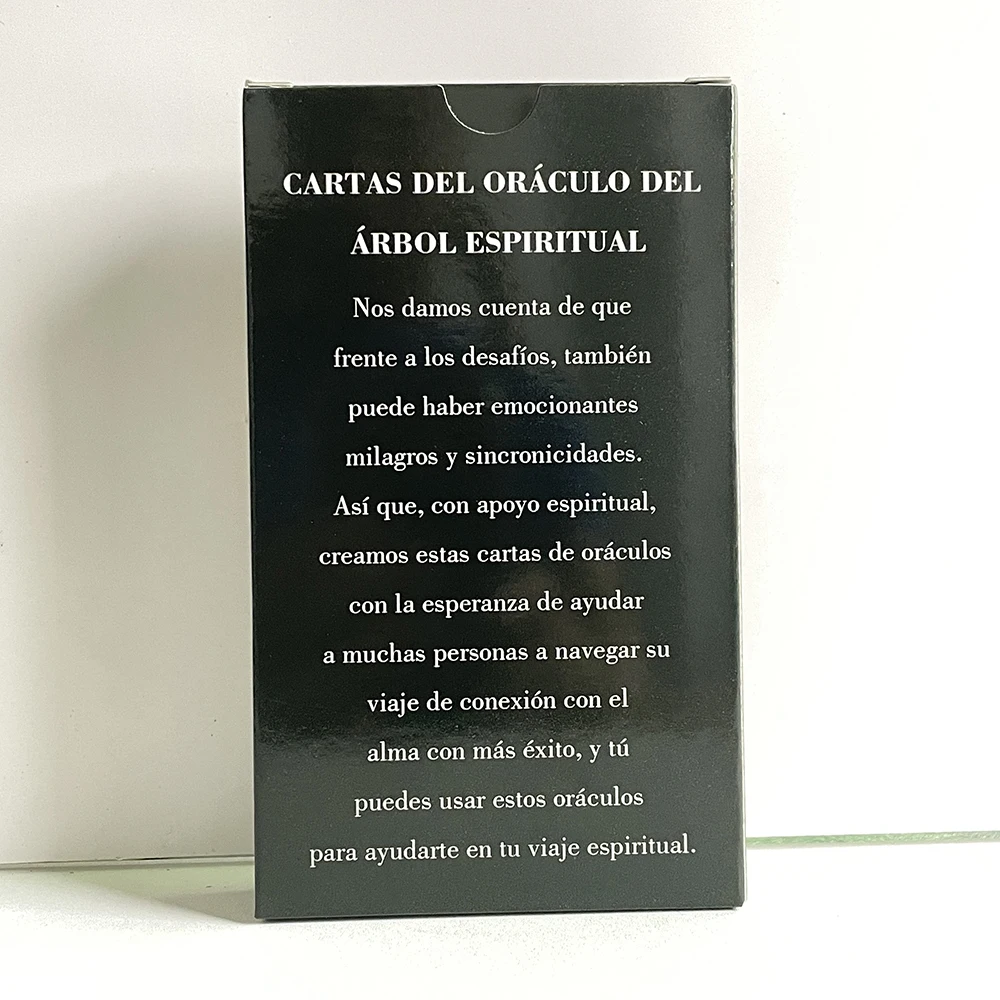 CARTAS DEL ORÁCULO DEL
ÁRBOL ESPIRITUAL
Nos damos cuenta de que
frente a los desafíos, también
puede haber emocionantes
milagros y sincronicidades.
Así que, con apoyo espiritual,
creamos estas cartas de oráculos
con la esperanza de ayudar
a muchas personas a navegar su
viaje de conexión con el
alma con más éxito, y tú
puedes usar estos oráculos
para ayudarte en tu viaje espiritual.